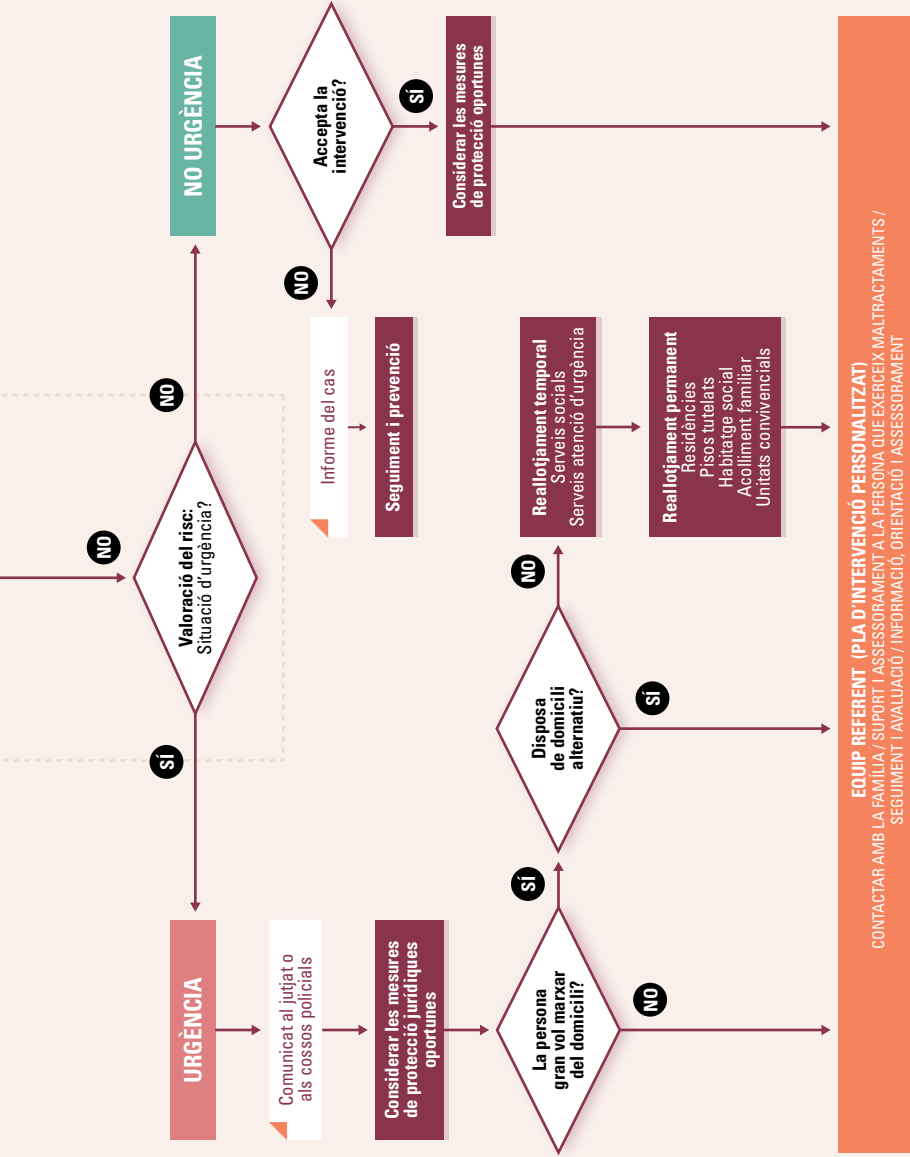 NO
Valoració del risc:
Situació d'urgència?
SÍ
NO
URGÈNCIA
Comunicat al jutjat o
als cossos policials
Considerar les mesures
de protecció jurídiques
oportunes
La persona
gran vol marxar
del domicili?
NO
SÍ
Disposa
de domicili
alternatiu?
SÍ
NO
Reallotjament temporal
Serveis socials
Serveis atenció d'urgència
Reallotjament permanent
Residències
Pisos tutelats
Habitatge social
Acolliment familiar
Unitats convivencials
NO URGÈNCIA
Accepta la
intervenció?
NO
Informe del cas
Seguiment i prevenció
SÍ
Considerar les mesures
de protecció oportunes
EQUIP REFERENT (PLA D'INTERVENCIÓ PERSONALITZAT)
CONTACTAR AMB LA FAMÍLIA / SUPORT I ASSESSORAMENT A LA PERSONA QUE EXERCEIX MALTRACTAMENTS /
SEGUIMENT I AVALUACIÓ / INFORMACIÓ, ORIENTACIÓ I ASSESSORAMENT